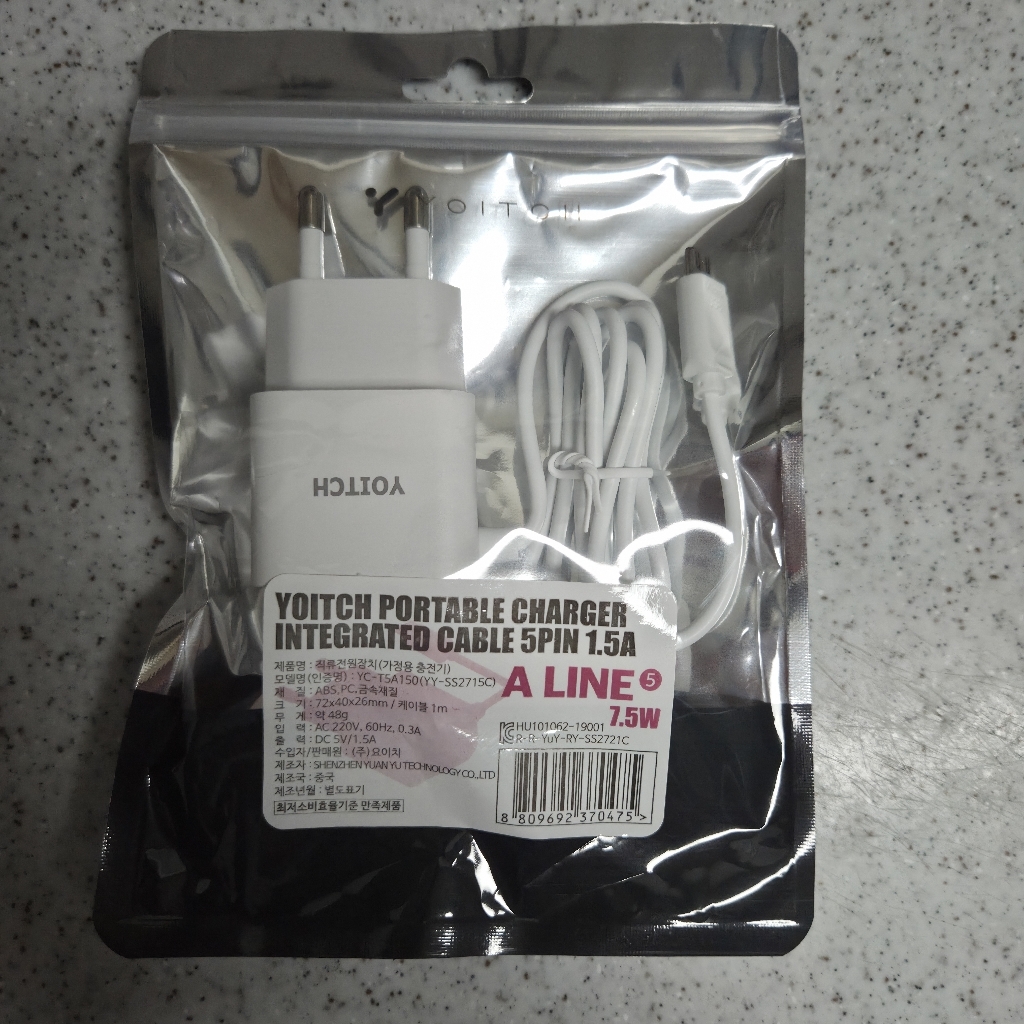 YOITCH
YOITCH
YOITCH PORTABLE CHARGER
INTEGRATED CABLE 5PIN 1.5A
제품명 : 직류전원장치(가정용 충전기)
모델명(인증명) : YC-T5A150(YY-SS2715C)
재 질 : ABS,PC,금속재질
크 기 : 72x40x26mm / 케이블 1m
무 게 : 약 48g
입 력 : AC 220V, 60Hz, 0.3A
출 력 : DC 5V/1.5A
수입자/판매원 : (주)요이치
제조자 : SHENZHEN YUAN YU TECHNOLOGY CO.,LTD
제조국 : 중국
제조년월 : 별도표기
최저소비효율기준 만족제품
A LINE 5
7.5W
HU101062-19001
R-R-YuY-RY-SS2721C
8 809692 370475 >